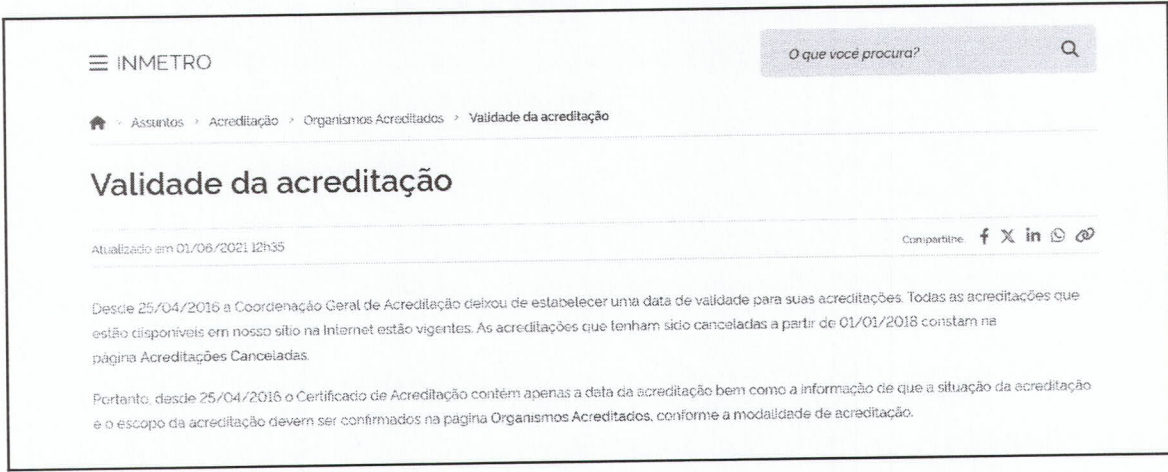 INMETRO
O que você procura?
Assuntos > Acreditação > Organismos Acreditados > Validade da acreditação
Validade da acreditação
Atualizado em 01/06/2021 12h35
Compartilhe:
Desde 25/04/2016 a Coordenação Geral de Acreditação deixou de estabelecer uma data de validade para suas acreditações. Todas as acreditações que
estão disponíveis em nosso sítio na Internet estão vigentes. As acreditações que tenham sido canceladas a partir de 01/01/2018 constam na
página Acreditações Canceladas.
Portanto, desde 25/04/2016 o Certificado de Acreditação contém apenas a data da acreditação bem como a informação de que a situação da acreditação
e o escopo da acreditação devem ser confirmados na página Organismos Acreditados, conforme a modalidade de acreditação.